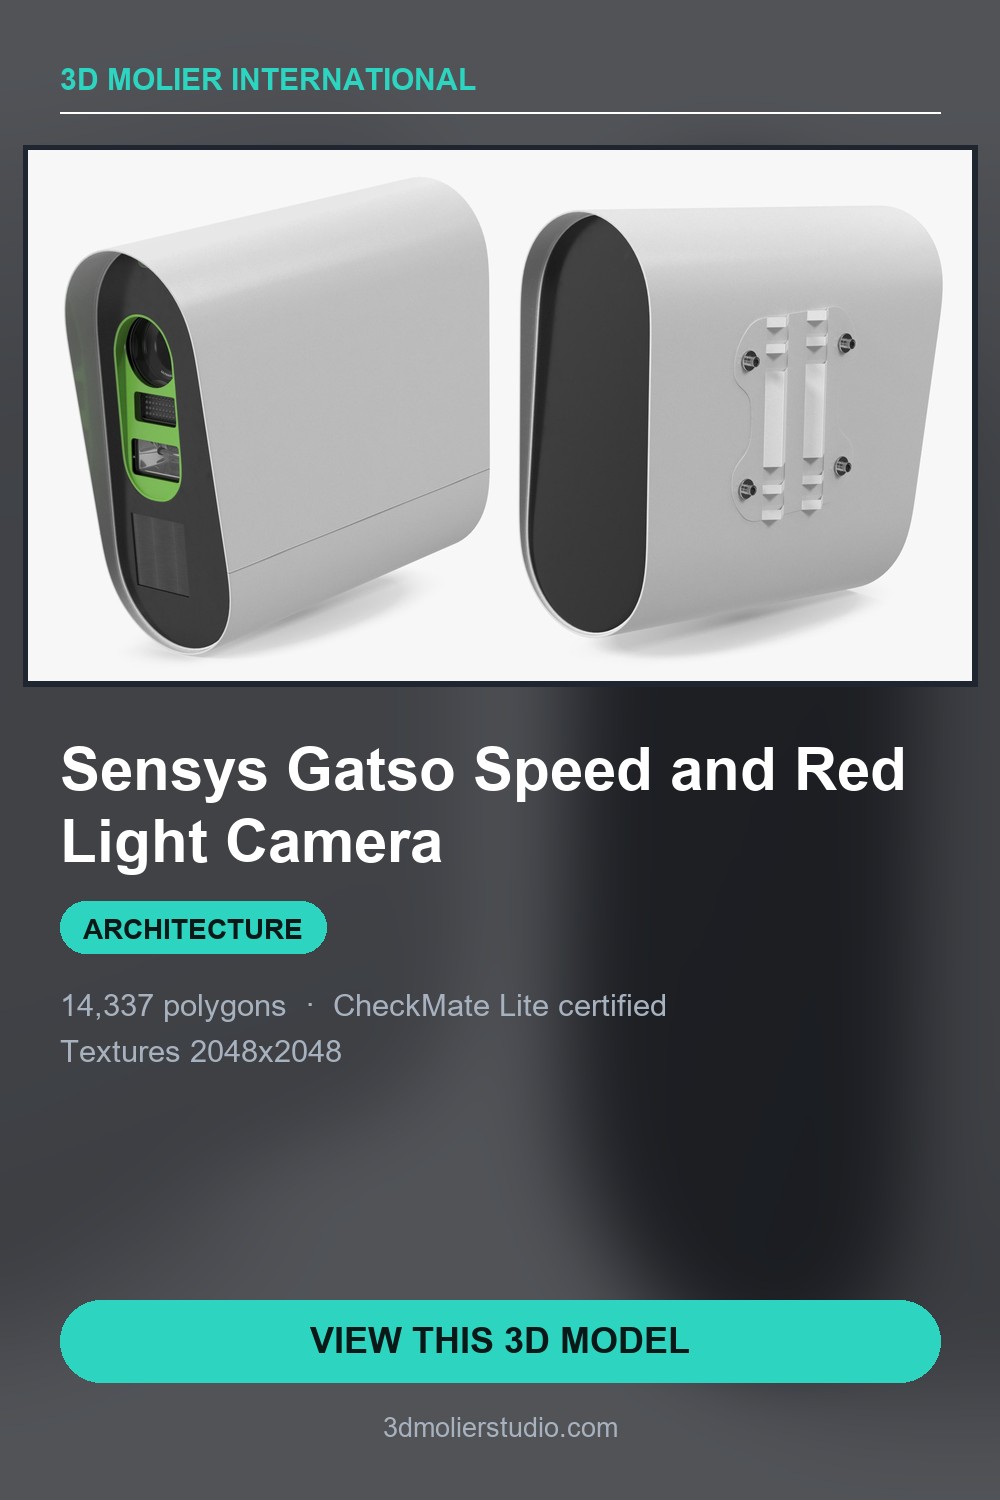 3D MOLIER INTERNATIONAL
Sensys Gatso Speed and Red
Light Camera
ARCHITECTURE
14,337 polygons · CheckMate Lite certified
Textures 2048x2048
VIEW THIS 3D MODEL
3dmolierstudio.com